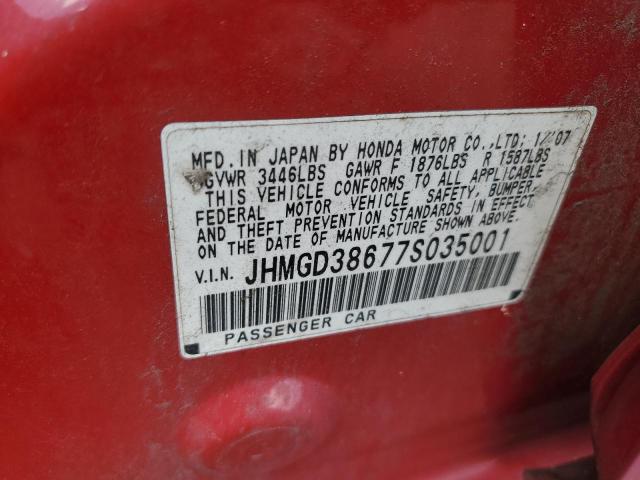 MFD. IN JAPAN BY HONDA MOTOR CO.,LTD; 1/'07
GVWR 3446LBS GAWR F 1876LBS R 1587LBS
THIS VEHICLE CONFORMS TO ALL APPLICABLE
FEDERAL MOTOR VEHICLE SAFETY, BUMPER,
AND THEFT PREVENTION STANDARDS IN EFFECT
ON THE DATE OF MANUFACTURE SHOWN ABOVE.
V.I.N. JHMGD38677S035001
PASSENGER CAR